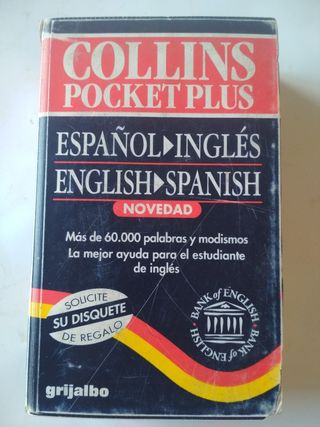 COLLINS
POCKET PLUS
ESPAÑOL▶INGLÉS
ENGLISH▶SPANISH
NOVEDAD
Más de 60.000 palabras y modismos
La mejor ayuda para el estudiante
de inglés
SOLICITE
SU DISQUETE
DE REGALO
BANK of ENGLISH
BANK of ENGLISH
grijalbo